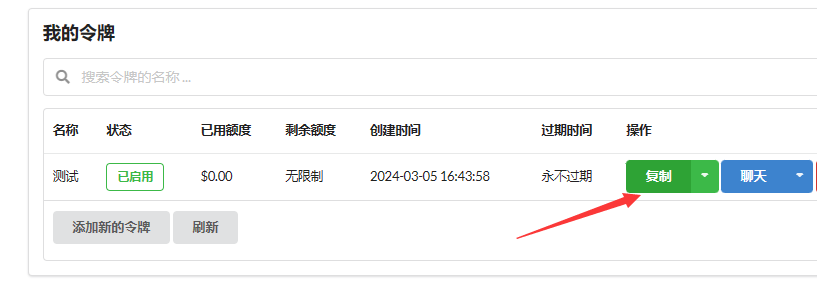 我的令牌
搜索令牌的名称 ...
名称 状态 已用额度 剩余额度 创建时间 过期时间 操作
测试 已启用 $0.00 无限制 2024-03-05 16:43:58 永不过期 复制 聊天
添加新的令牌 刷新